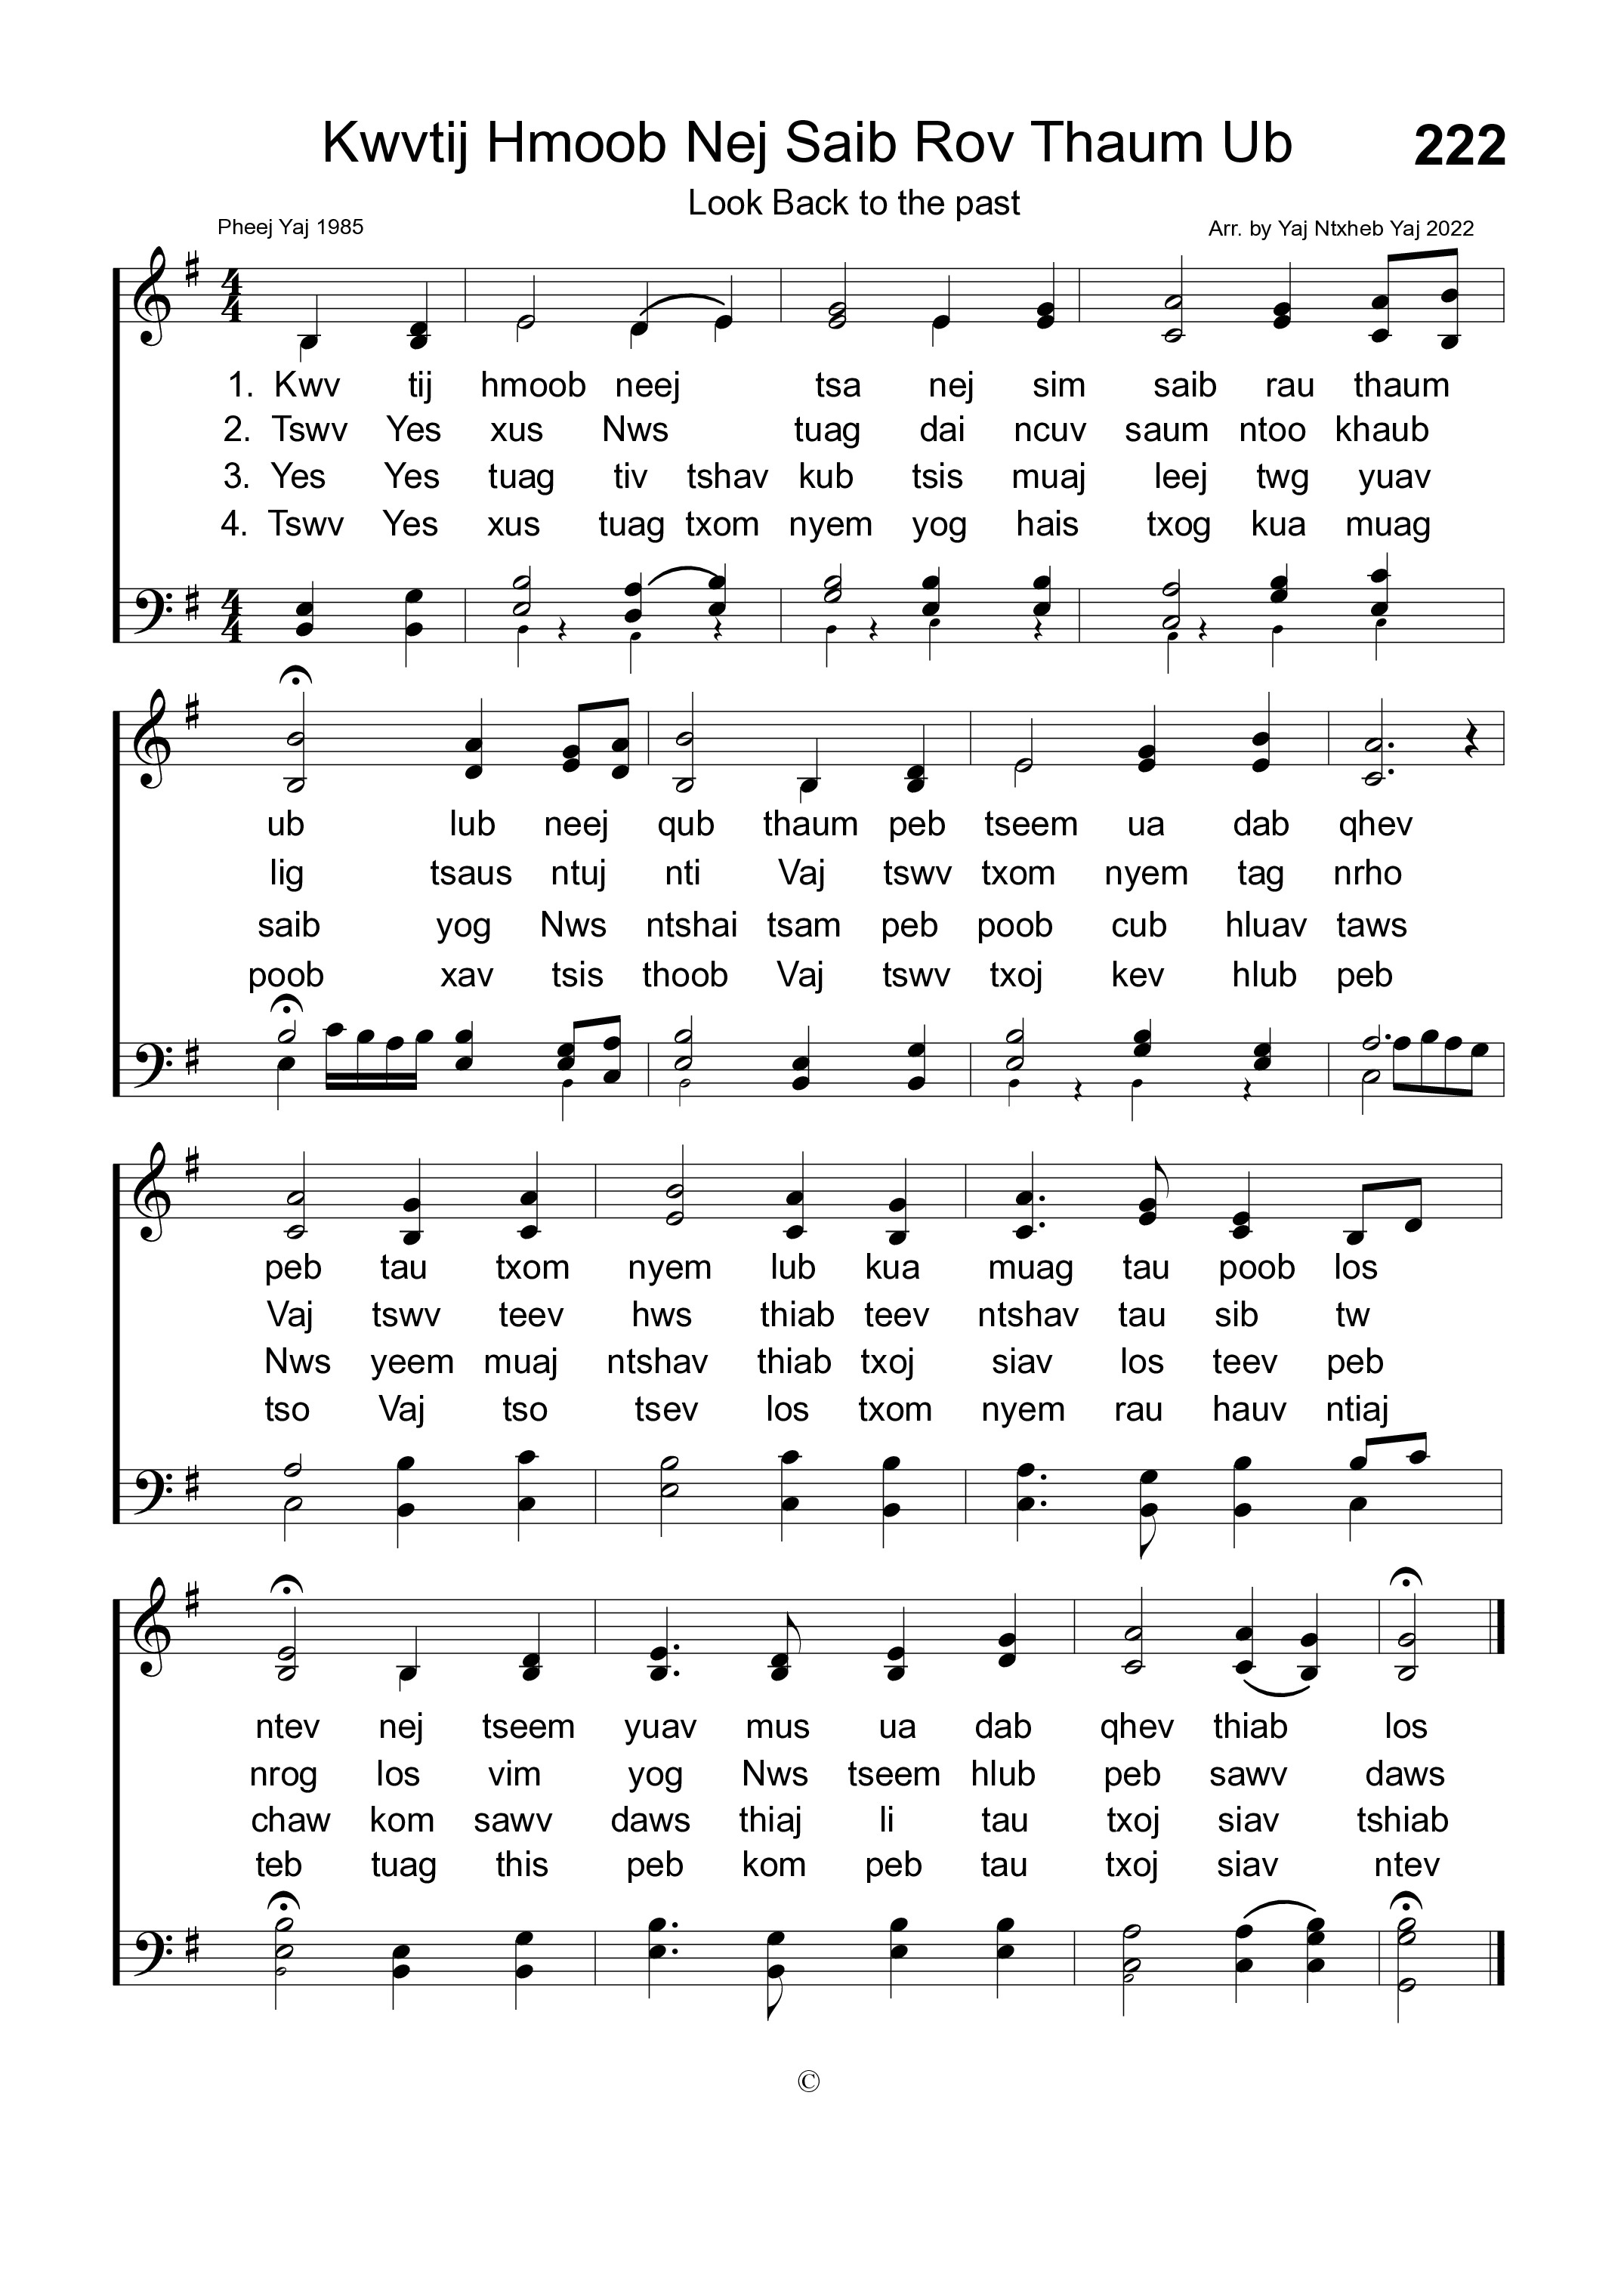 Kwvtij Hmoob Nej Saib Rov Thaum Ub 222
Look Back to the past
Pheej Yaj 1985 Arr. by Yaj Ntxheb Yaj 2022
1. Kwv tij hmoob neej tsa nej sim saib rau thaum
2. Tswv Yes xus Nws tuag dai ncuv saum ntoo khaub
3. Yes Yes tuag tiv tshav kub tsis muaj leej twg yuav
4. Tswv Yes xus tuag txom nyem yog hais txog kua muag
ub lub neej qub thaum peb tseem ua dab qhev
lig tsaus ntuj nti Vaj tswv txom nyem tag nrho
saib yog Nws ntshai tsam peb poob cub hluav taws
poob xav tsis thoob Vaj tswv txoj kev hlub peb
peb tau txom nyem lub kua muag tau poob los
Vaj tswv teev hws thiab teev ntshav tau sib tw
Nws yeem muaj ntshav thiab txoj siav los teev peb
tso Vaj tso tsev los txom nyem rau hauv ntiaj
ntev nej tseem yuav mus ua dab qhev thiab los
nrog los vim yog Nws tseem hlub peb sawv daws
chaw kom sawv daws thiaj li tau txoj siav tshiab
teb tuag this peb kom peb tau txoj siav ntev
©